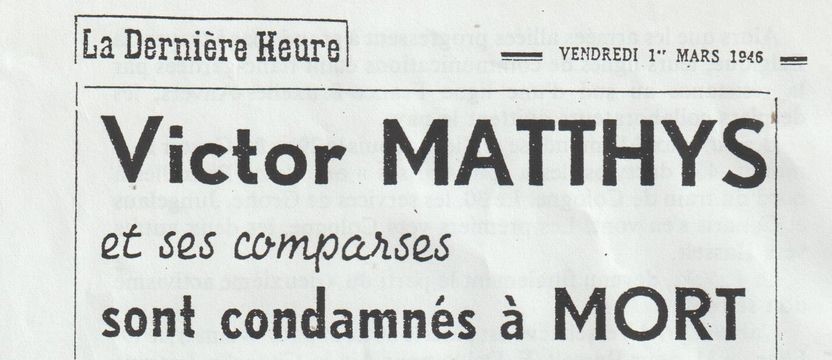 La Dernière Heure
VENDREDI 1er MARS 1946
Victor MATTHYS
et ses comparses
sont condamnés à MORT